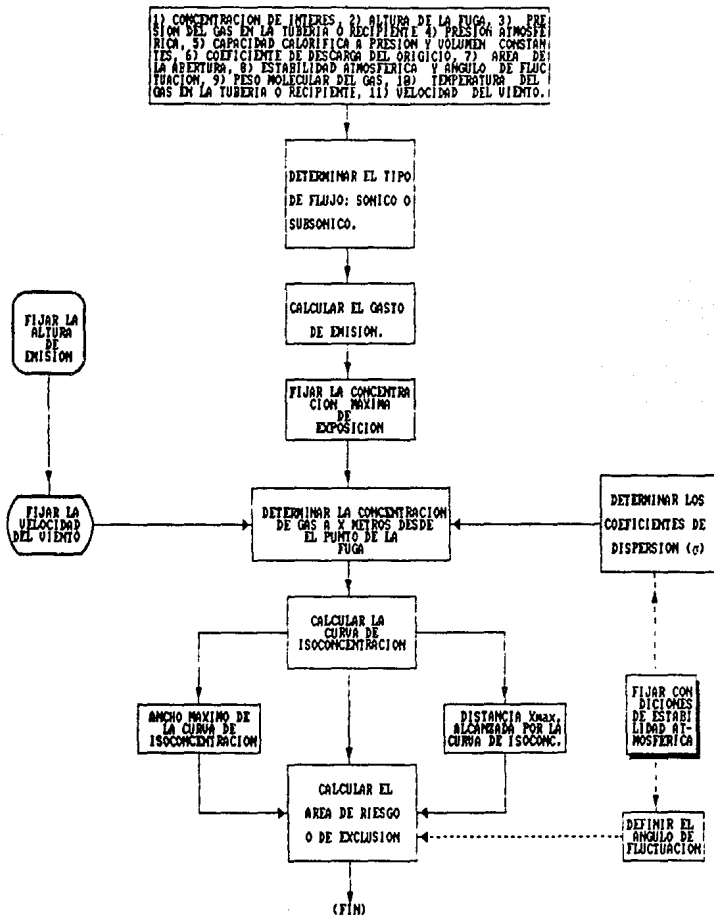 1) CONCENTRACION DE INTERES, 2) ALTURA DE LA FUGA, 3) PRE
SION DEL GAS EN LA TUBERIA O RECIPIENTE 4) PRESION ATMOSFE
RICA, 5) CAPACIDAD CALORIFICA A PRESION Y VOLUMEN CONSTAN
TES, 6) COEFICIENTE DE DESCARGA DEL ORIGICIO, 7) AREA DE
LA ABERTURA, 8) ESTABILIDAD ATMOSFERICA Y ANGULO DE FLUC
TUACION, 9) PESO MOLECULAR DEL GAS, 10) TEMPERATURA DEL
GAS EN LA TUBERIA O RECIPIENTE, 11) VELOCIDAD DEL VIENTO.
DETERMINAR EL TIPO
DE FLUJO: SONICO O
SUBSONICO.
CALCULAR EL GASTO
DE EMISION.
FIJAR LA
ALTURA
DE
EMISION
FIJAR LA CONCENTRA
CION MAXIMA
DE
EXPOSICION
FIJAR LA
VELOCIDAD
DEL VIENTO
DETERMINAR LA CONCENTRACION
DE GAS A X METROS DESDE
EL PUNTO DE LA
FUGA
DETERMINAR LOS
COEFICIENTES DE
DISPERSION (σ)
CALCULAR LA
CURVA DE
ISOCONCENTRACION
ANCHO MAXIMO DE
LA CURVA DE
ISOCONCENTRACION
DISTANCIA Xmax,
ALCANZADA POR LA
CURVA DE ISOCONC.
FIJAR CON
DICIONES
DE ESTABI
LIDAD AT-
MOSFERICA
CALCULAR EL
AREA DE RIESGO
O DE EXCLUSION
DEFINIR EL
ANGULO DE
FLUCTUACION
(FIN)